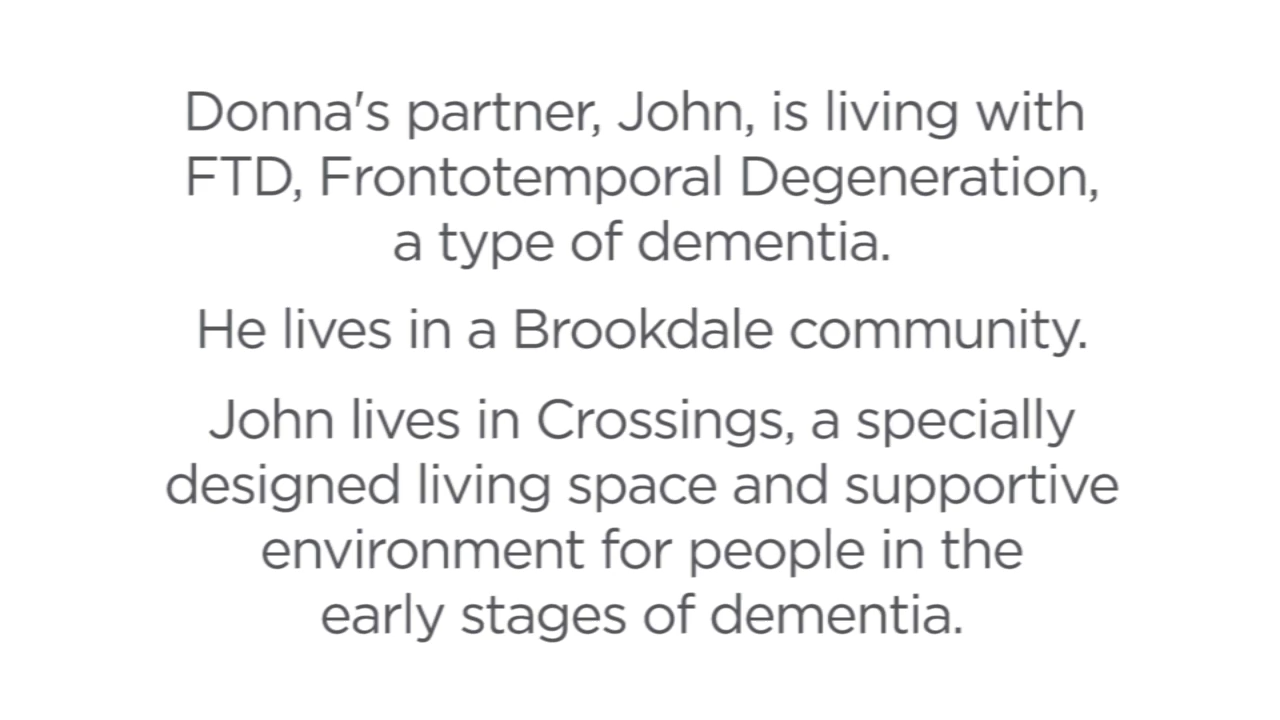 Donna's partner, John, is living with
FTD, Frontotemporal Degeneration,
a type of dementia.
He lives in a Brookdale community.
John lives in Crossings, a specially
designed living space and supportive
environment for people in the
early stages of dementia.